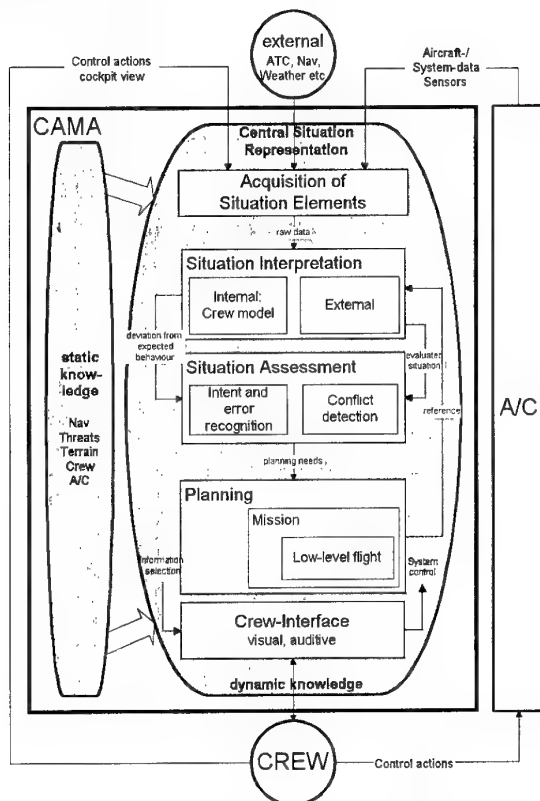 external
ATC, Nav,
Weather etc
Control actions
cockpit view
Aircraft-/
System-data
Sensors
CAMA
Central Situation
Representation
Acquisition of
Situation Elements
raw data
Situation Interpretation
Internal:
Crew model
External
deviation from
expected
behaviour
evaluated
situation
Situation Assessment
Intent and
error
recognition
Conflict
detection
reference
static
know-
ledge
Nav
Threats
Terrain
Crew
A/C
A/C
planning needs
Planning
Mission
Low-level flight
Information
selection
System
control
Crew-Interface
visual, auditive
dynamic knowledge
CREW
Control actions